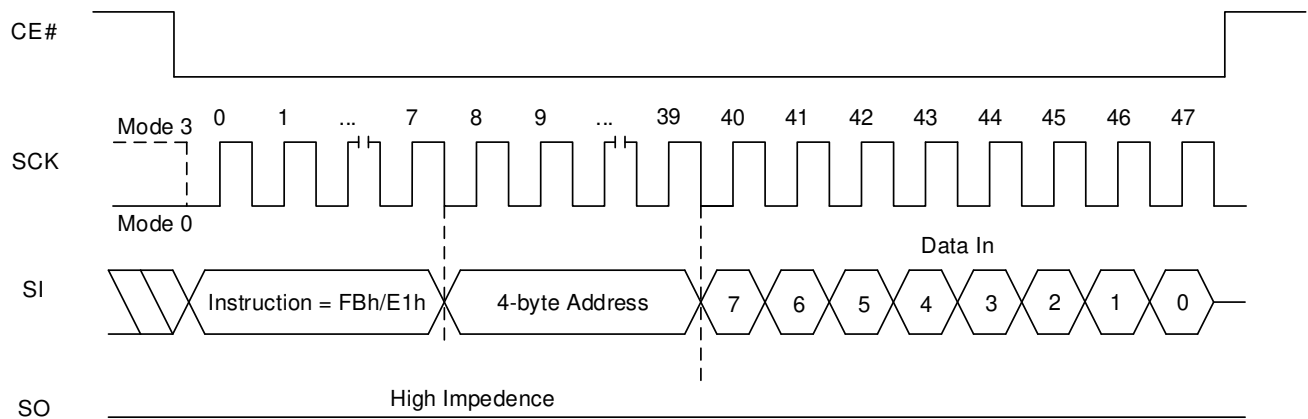 CE#
Mode 3
0 1 ... 7 8 9 ... 39 40 41 42 43 44 45 46 47
SCK
Mode 0
Data In
SI
Instruction = FBh/E1h
4-byte Address
7 6 5 4 3 2 1 0
High Impedence
SO